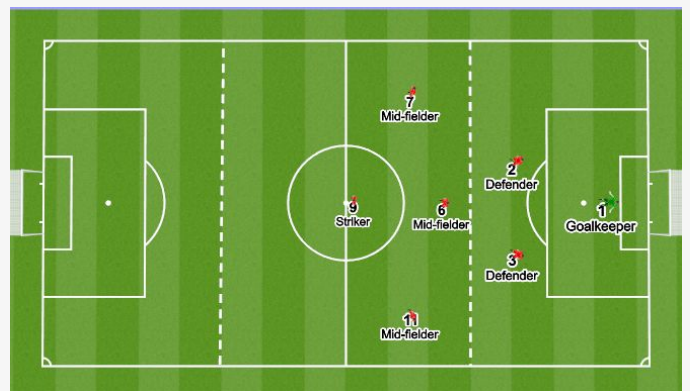 7
Mid-fielder
2
Defender
9
Striker
6
Mid-fielder
1
Goalkeeper
3
Defender
11
Mid-fielder